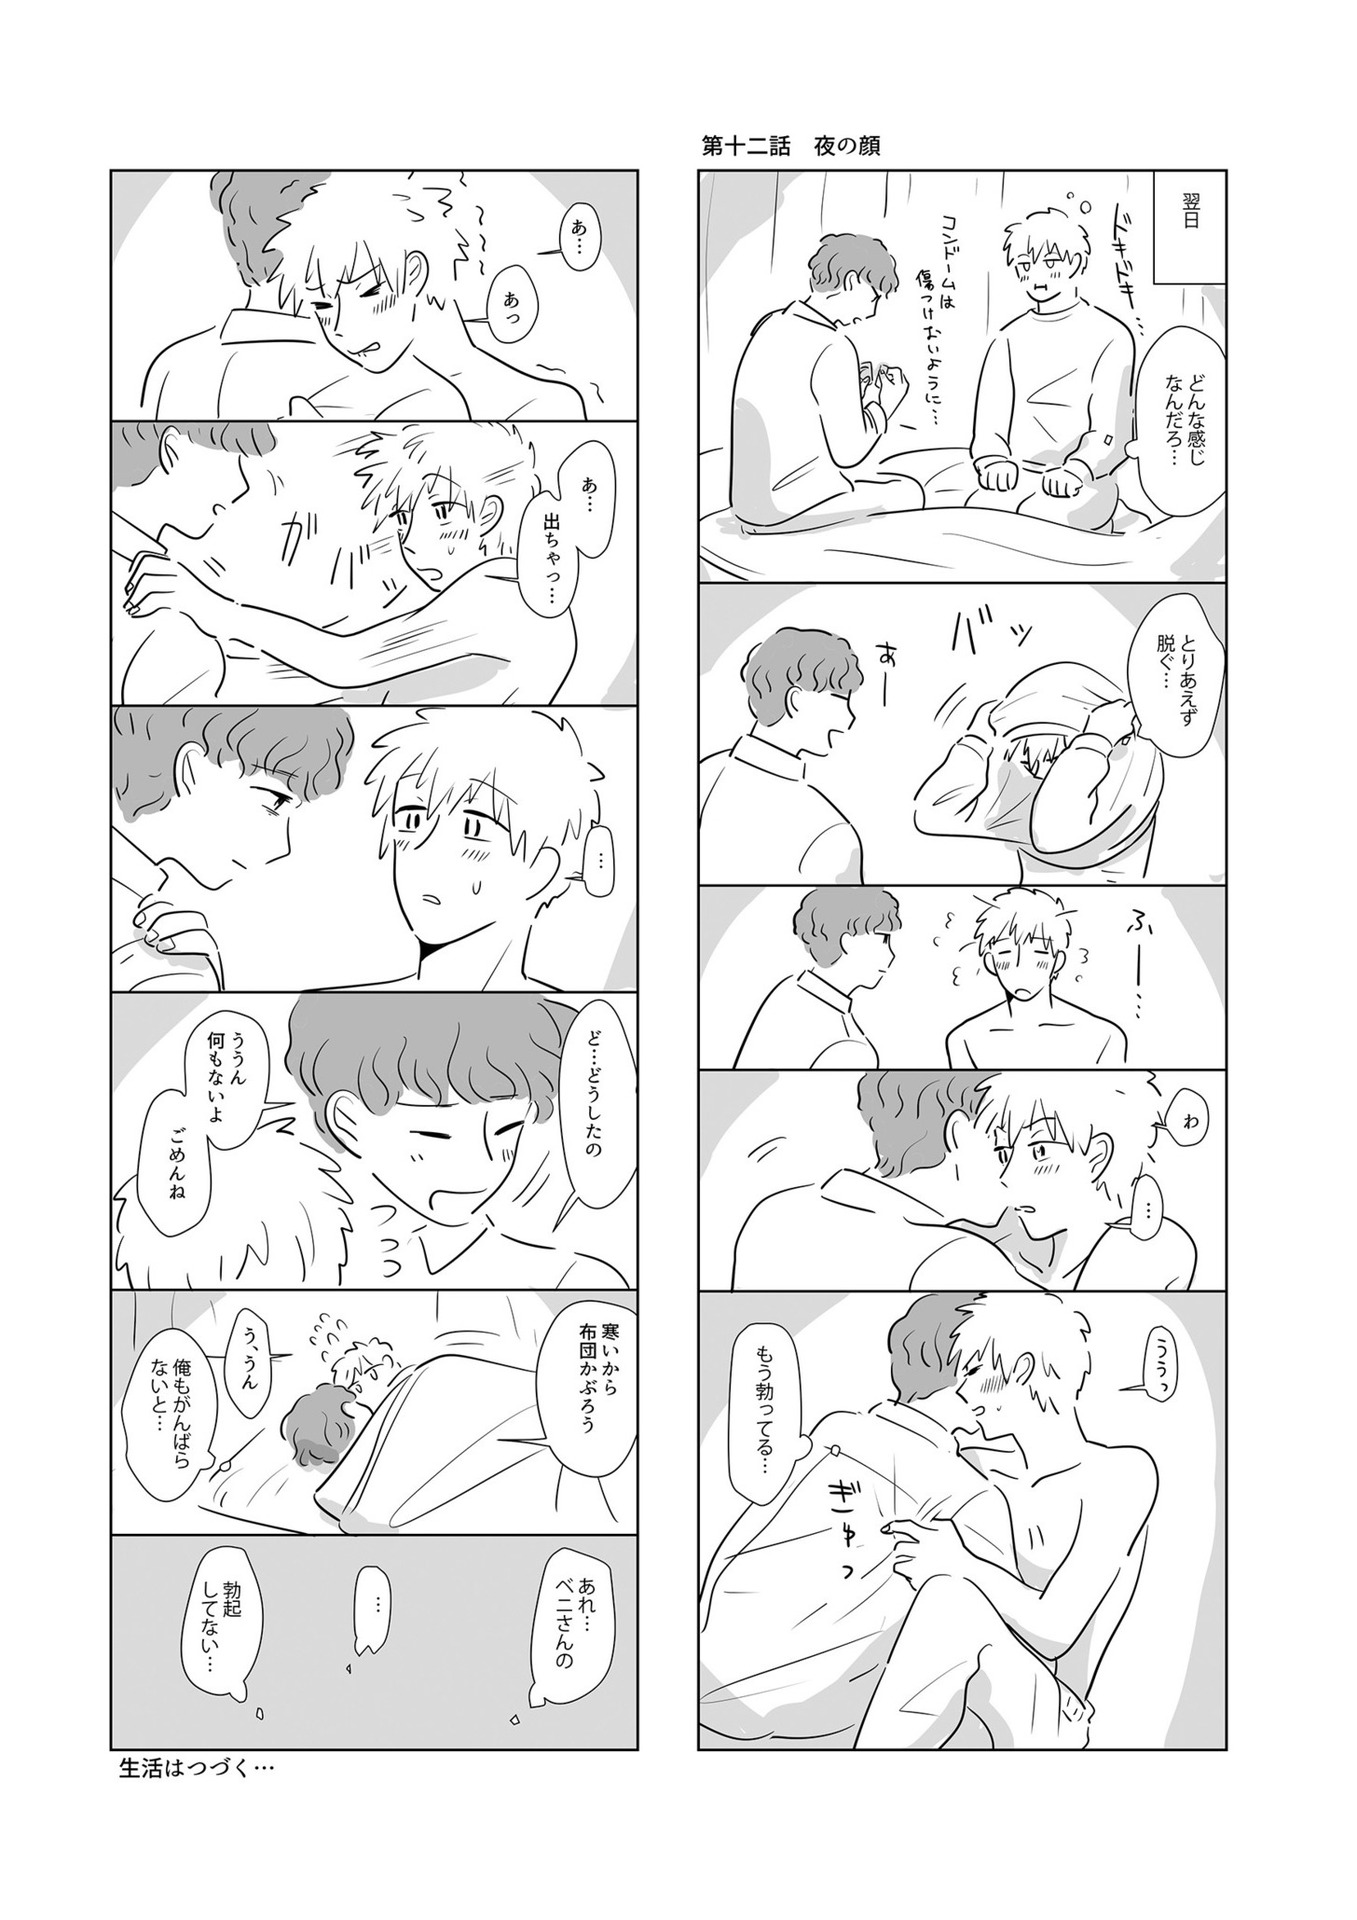 第十二話　夜の顔
翌日
ドキドキ…
どんな感じ
なんだろ…
コンドームは
傷つけないように…
とりあえず
脱ぐ…
バッ
あー
ふー…
わ
…
ううっ
もう勃ってる…
ぎゅっ
あ…
あっ
あ…
出ちゃっ…
ガバッ
…
ど…どうしたの
ううん
何もないよ
ごめんね
寒いから
布団かぶろう
う、うん
俺もがんばら
ないと…
あれ…
ベニさんの
…
勃起
してない…
生活はつづく…